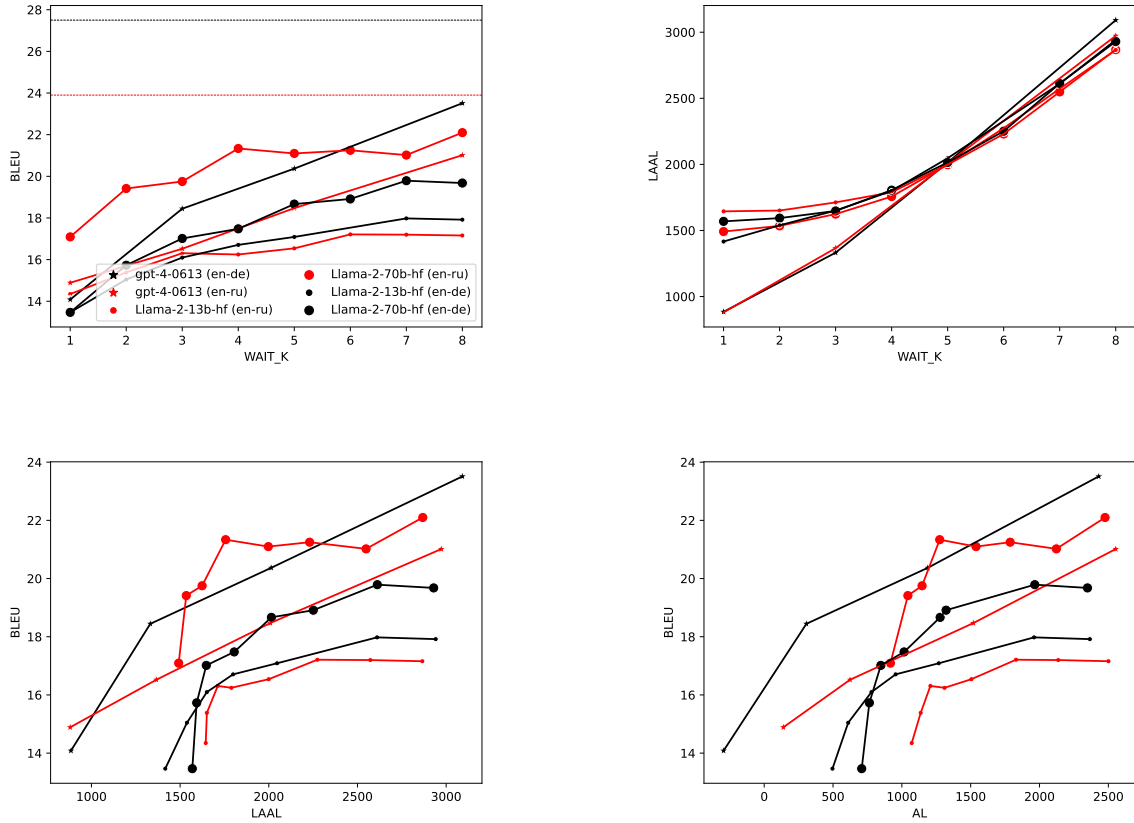 28
26
24
22
20
18
16
14
BLEU
gpt-4-0613 (en-de)
gpt-4-0613 (en-ru)
Llama-2-13b-hf (en-ru)
Llama-2-70b-hf (en-ru)
Llama-2-13b-hf (en-de)
Llama-2-70b-hf (en-de)
1 2 3 4 5 6 7 8
WAIT_K
3000
2500
2000
1500
1000
LAAL
1 2 3 4 5 6 7 8
WAIT_K
24
22
20
18
16
14
BLEU
1000 1500 2000 2500 3000
LAAL
24
22
20
18
16
14
BLEU
0 500 1000 1500 2000 2500
AL